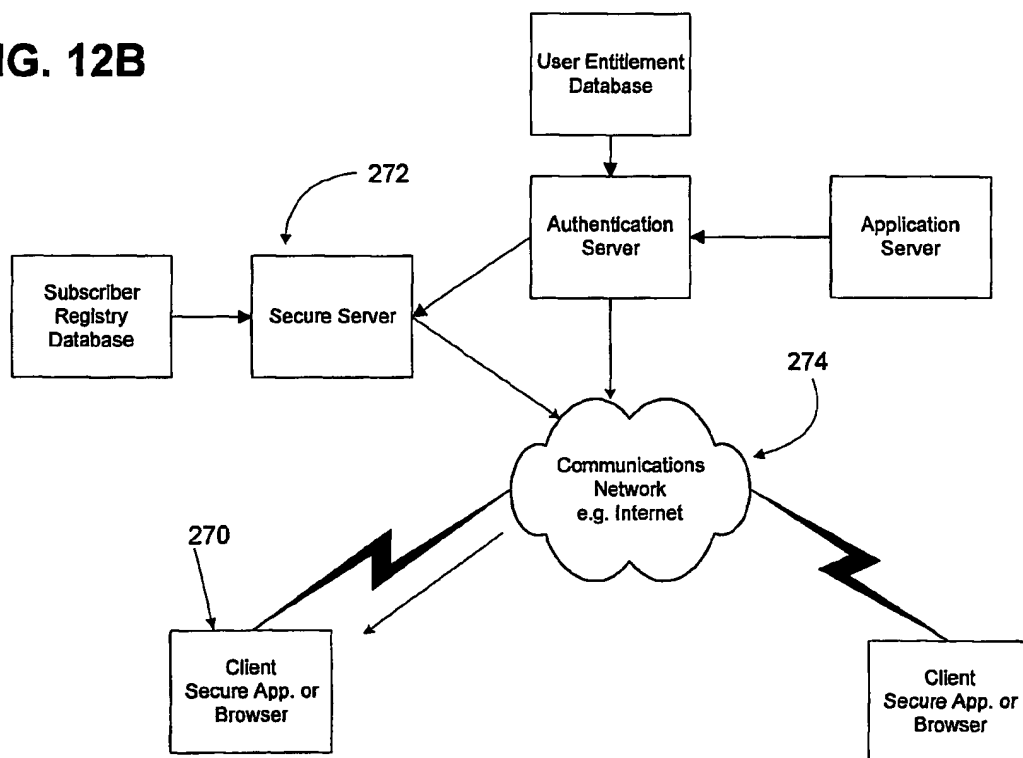 IG. 12B
User Entitlement
Database
272
Authentication
Server
Application
Server
Subscriber
Registry
Database
Secure Server
274
Communications
Network
e.g. Internet
270
Client
Secure App. or
Browser
Client
Secure App. or
Browser